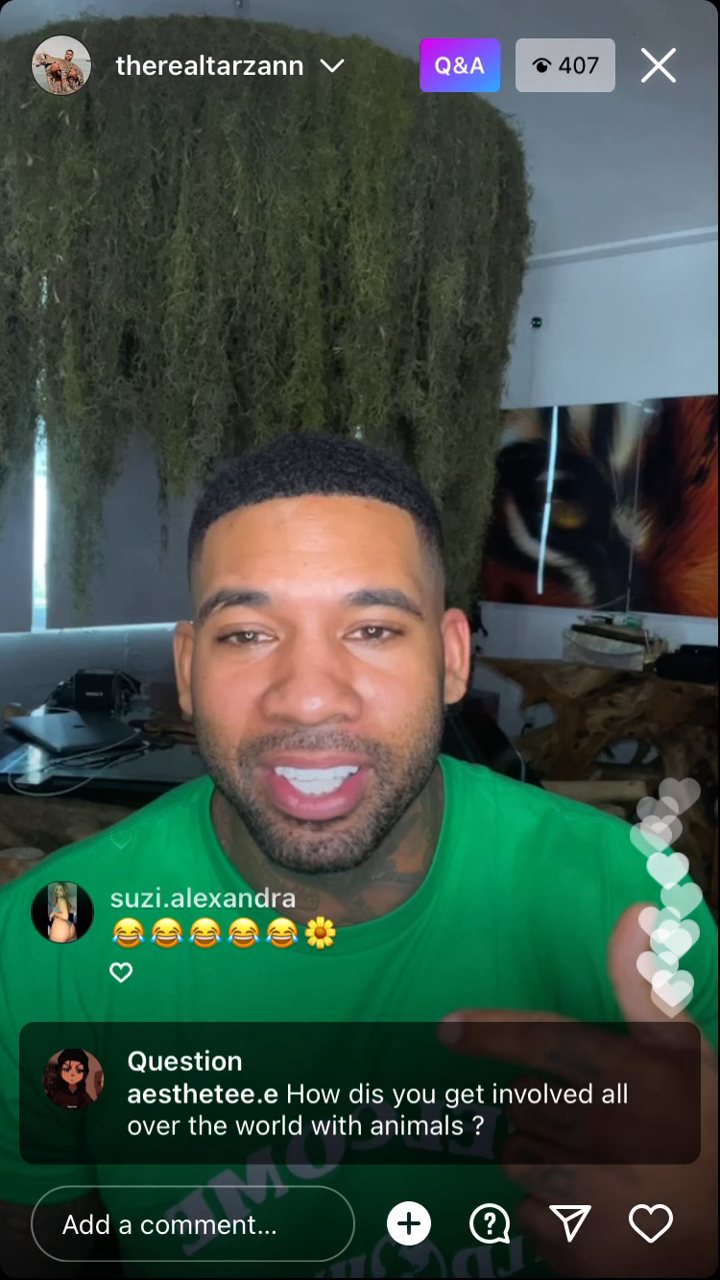 therealtarzann
Q&A
407
suzi.alexandra
😂😂😂😂😂🌼
Question
aesthetee.e How dis you get involved all
over the world with animals ?
Add a comment...